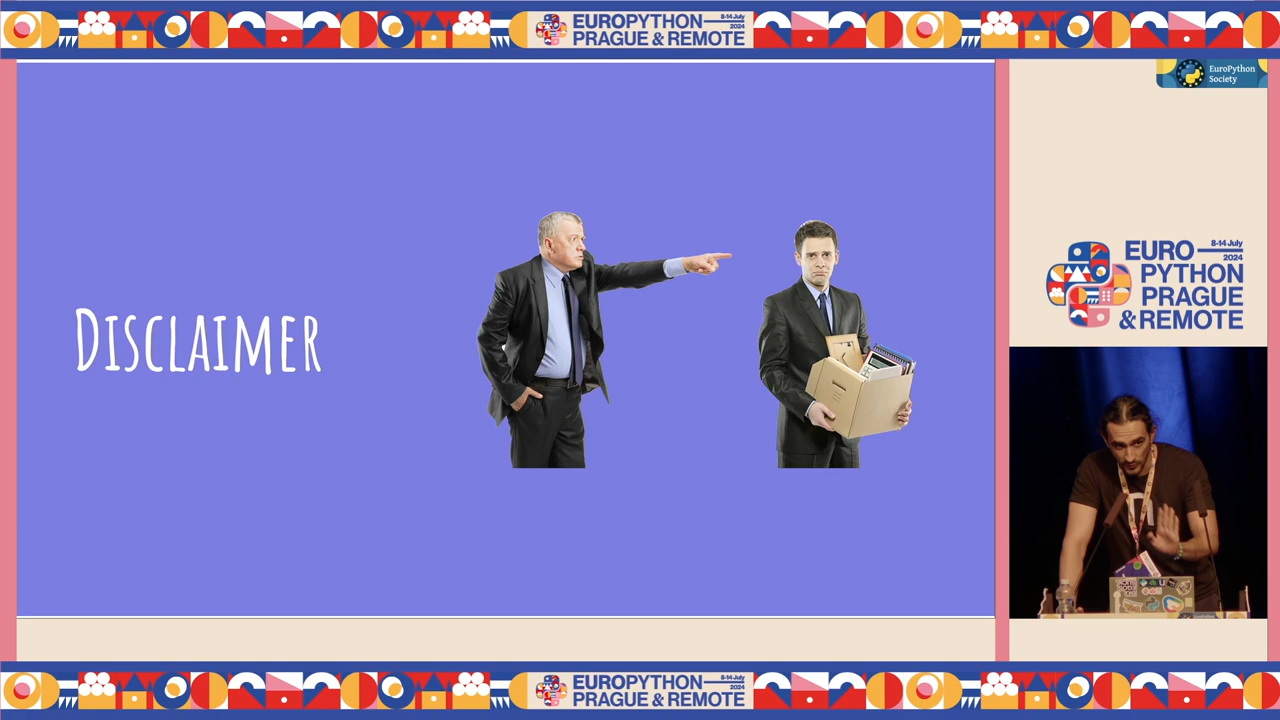 EUROPYTHON
8-14 July
2024
PRAGUE & REMOTE
EuroPython
Society
DISCLAIMER
EURO
8-14 July
2024
PYTHON
PRAGUE
& REMOTE
EUROPYTHON
8-14 July
2024
PRAGUE & REMOTE